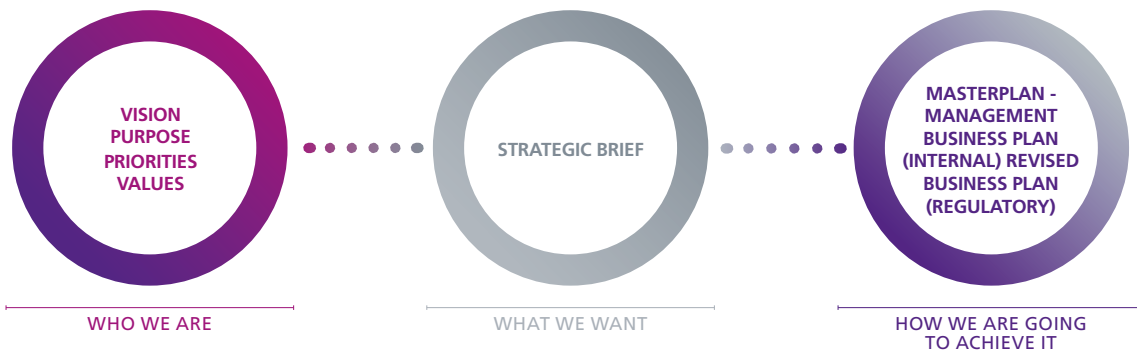 VISION
PURPOSE
PRIORITIES
VALUES
WHO WE ARE
STRATEGIC BRIEF
WHAT WE WANT
MASTERPLAN -
MANAGEMENT
BUSINESS PLAN
(INTERNAL) REVISED
BUSINESS PLAN
(REGULATORY)
HOW WE ARE GOING
TO ACHIEVE IT